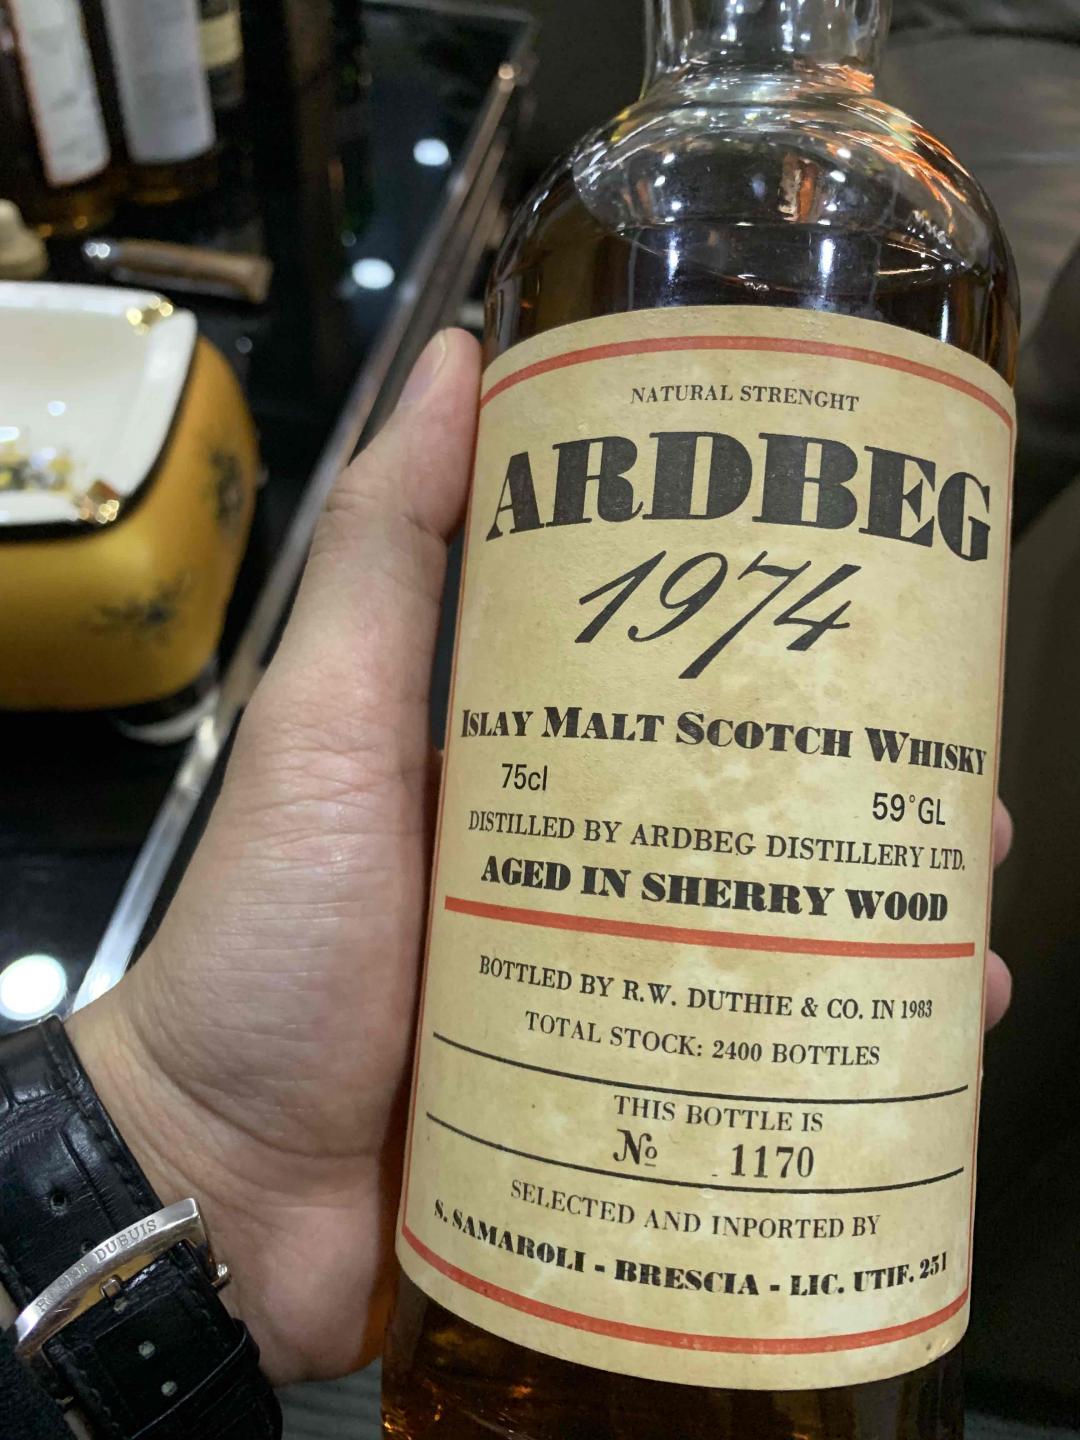 NATURAL STRENGHT
ARDBEG
1974
ISLAY MALT SCOTCH WHISKY
75cl 59°GL
DISTILLED BY ARDBEG DISTILLERY LTD.
AGED IN SHERRY WOOD
BOTTLED BY R.W. DUTHIE & CO. IN 1983
TOTAL STOCK: 2400 BOTTLES
THIS BOTTLE IS
№ 1170
SELECTED AND INPORTED BY
S. SAMAROLI - BRESCIA - LIC. UTIF. 251
DUBUIS